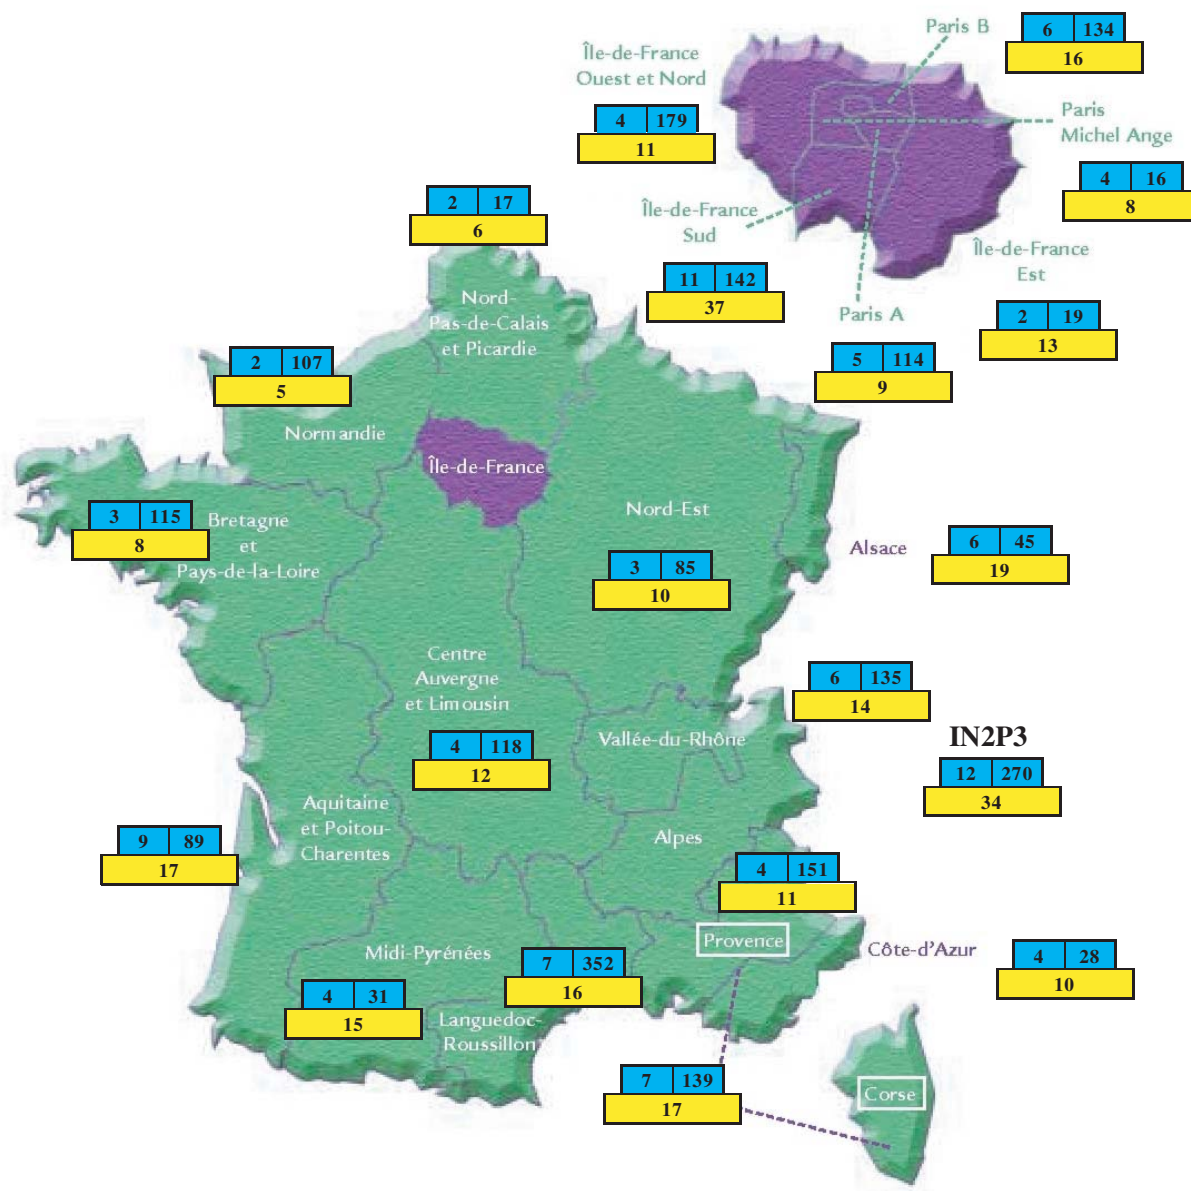 Paris B
6 134
16
Île-de-France
Ouest et Nord
4 179
11
Paris
Michel Ange
4 16
8
2 17
6
Île-de-France
Sud
11 142
37
Île-de-France
Est
2 19
13
Paris A
5 114
9
Nord-
Pas-de-Calais
et Picardie
2 107
5
Normandie
Île-de-France
3 115
8
Bretagne
et
Pays-de-la-Loire
Nord-Est
3 85
10
Alsace
6 45
19
Centre
Auvergne
et Limousin
4 118
12
6 135
14
Vallée-du-Rhône
IN2P3
12 270
34
Aquitaine
et Poitou-
Charentes
9 89
17
Alpes
4 151
11
Provence
Côte-d'Azur
4 28
10
Midi-Pyrénées
7 352
16
4 31
15
Languedoc-
Roussillon
7 139
17
Corse